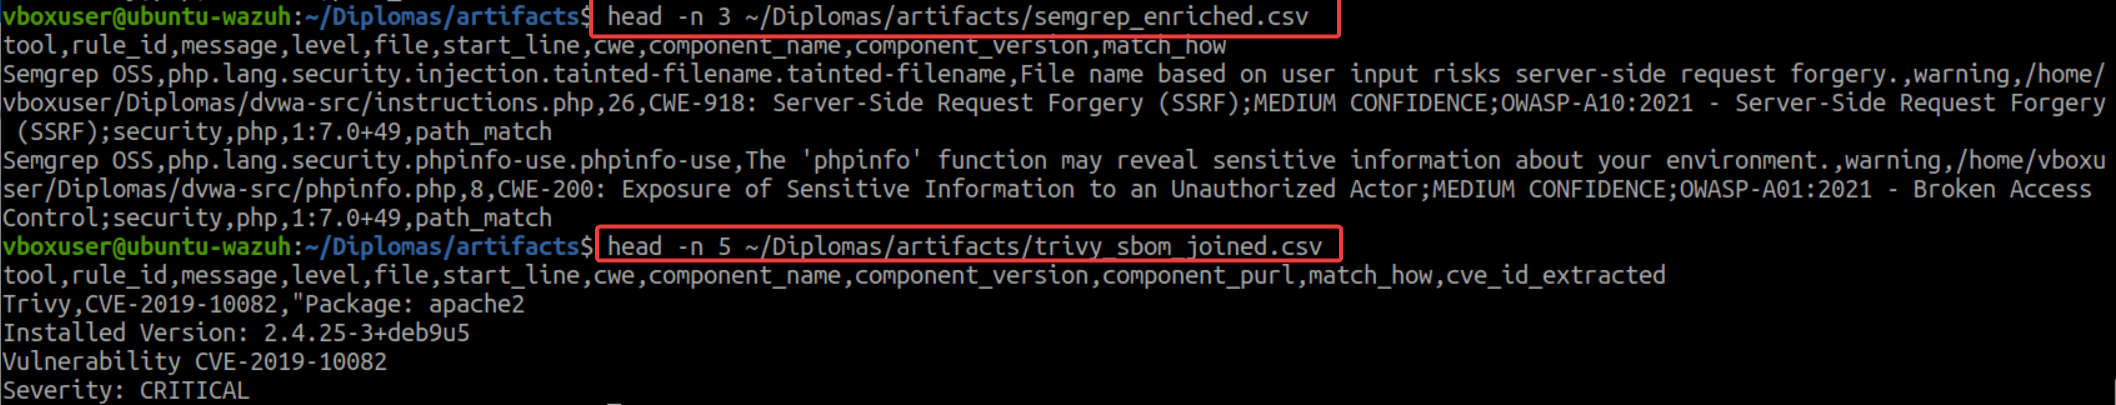 vboxuser@ubuntu-wazuh:~/Diplomas/artifacts$ head -n 3 ~/Diplomas/artifacts/semgrep_enriched.csv
tool,rule_id,message,level,file,start_line,cwe,component_name,component_version,match_how
Semgrep OSS,php.lang.security.injection.tainted-filename.tainted-filename,File name based on user input risks server-side request forgery.,warning,/home/
vboxuser/Diplomas/dvwa-src/instructions.php,26,CWE-918: Server-Side Request Forgery (SSRF);MEDIUM CONFIDENCE;OWASP-A10:2021 - Server-Side Request Forgery
 (SSRF);security,php,1:7.0+49,path_match
Semgrep OSS,php.lang.security.phpinfo-use.phpinfo-use,The 'phpinfo' function may reveal sensitive information about your environment.,warning,/home/vboxu
ser/Diplomas/dvwa-src/phpinfo.php,8,CWE-200: Exposure of Sensitive Information to an Unauthorized Actor;MEDIUM CONFIDENCE;OWASP-A01:2021 - Broken Access
Control;security,php,1:7.0+49,path_match
vboxuser@ubuntu-wazuh:~/Diplomas/artifacts$ head -n 5 ~/Diplomas/artifacts/trivy_sbom_joined.csv
tool,rule_id,message,level,file,start_line,cwe,component_name,component_version,component_purl,match_how,cve_id_extracted
Trivy,CVE-2019-10082,"Package: apache2
Installed Version: 2.4.25-3+deb9u5
Vulnerability CVE-2019-10082
Severity: CRITICAL